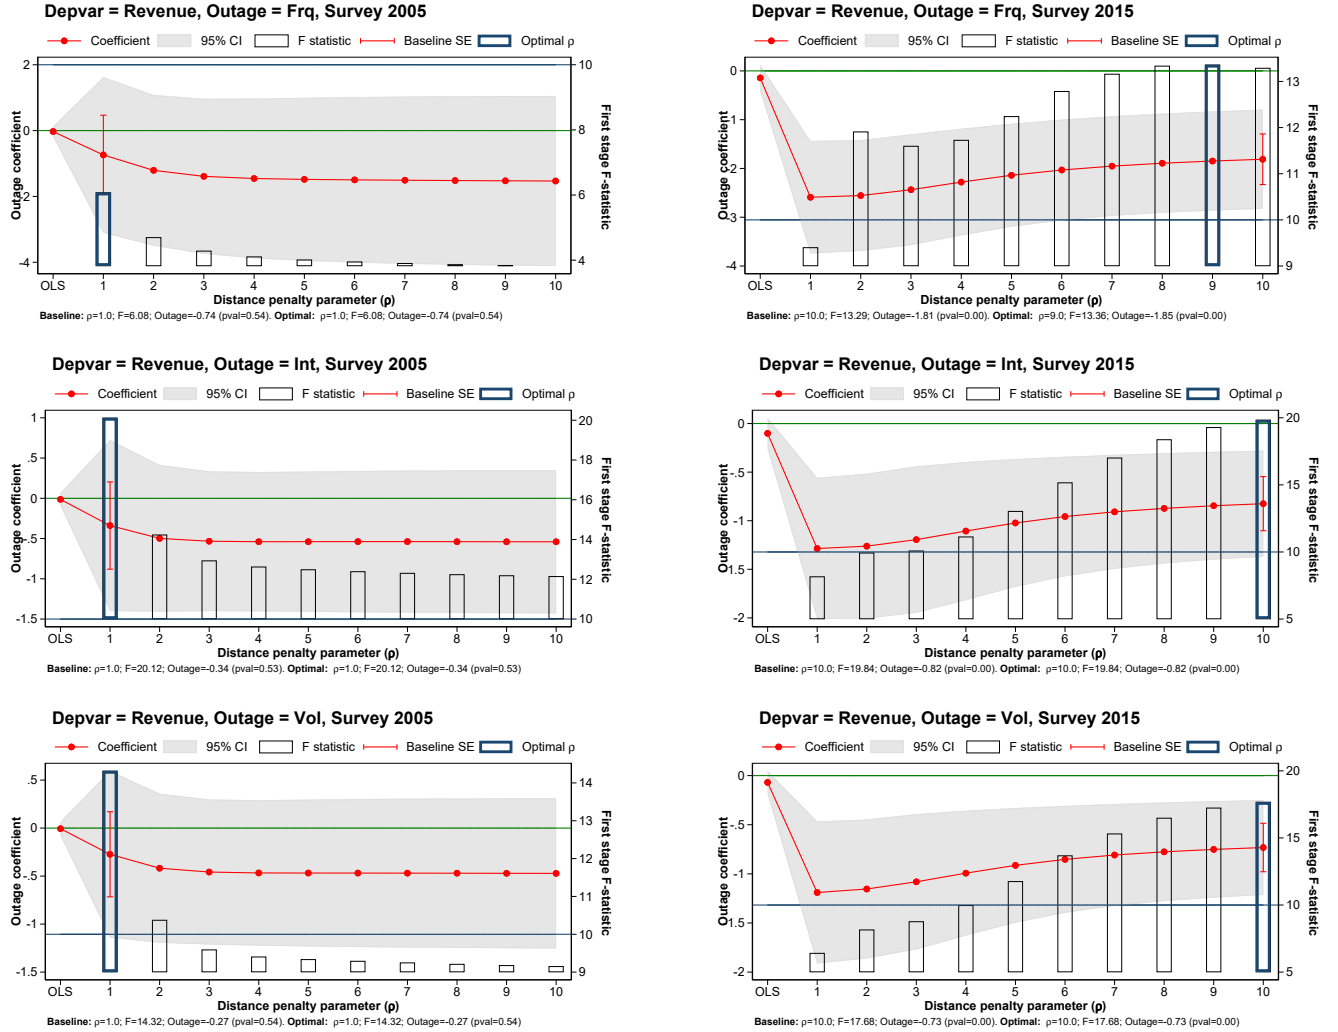 Depvar = Revenue, Outage = Frq, Survey 2005
Coefficient 95% CI F statistic Baseline SE Optimal ρ
Outage coefficient
2
0
-2
-4
10
8
6
4
First stage F-statistic
OLS 1 2 3 4 5 6 7 8 9 10
Distance penalty parameter (ρ)
Baseline: ρ=1.0; F=6.08; Outage=-0.74 (pval=0.54). Optimal: ρ=1.0; F=6.08; Outage=-0.74 (pval=0.54)
Depvar = Revenue, Outage = Frq, Survey 2015
Coefficient 95% CI F statistic Baseline SE Optimal ρ
Outage coefficient
0
-1
-2
-3
-4
13
12
11
10
9
First stage F-statistic
OLS 1 2 3 4 5 6 7 8 9 10
Distance penalty parameter (ρ)
Baseline: ρ=10.0; F=13.29; Outage=-1.81 (pval=0.00). Optimal: ρ=9.0; F=13.36; Outage=-1.85 (pval=0.00)
Depvar = Revenue, Outage = Int, Survey 2005
Coefficient 95% CI F statistic Baseline SE Optimal ρ
Outage coefficient
1
.5
0
-.5
-1
-1.5
20
18
16
14
12
10
First stage F-statistic
OLS 1 2 3 4 5 6 7 8 9 10
Distance penalty parameter (ρ)
Baseline: ρ=1.0; F=20.12; Outage=-0.34 (pval=0.53). Optimal: ρ=1.0; F=20.12; Outage=-0.34 (pval=0.53)
Depvar = Revenue, Outage = Int, Survey 2015
Coefficient 95% CI F statistic Baseline SE Optimal ρ
Outage coefficient
0
-.5
-1
-1.5
-2
20
15
10
5
First stage F-statistic
OLS 1 2 3 4 5 6 7 8 9 10
Distance penalty parameter (ρ)
Baseline: ρ=10.0; F=19.84; Outage=-0.82 (pval=0.00). Optimal: ρ=10.0; F=19.84; Outage=-0.82 (pval=0.00)
Depvar = Revenue, Outage = Vol, Survey 2005
Coefficient 95% CI F statistic Baseline SE Optimal ρ
Outage coefficient
.5
0
-.5
-1
-1.5
14
13
12
11
10
9
First stage F-statistic
OLS 1 2 3 4 5 6 7 8 9 10
Distance penalty parameter (ρ)
Baseline: ρ=1.0; F=14.32; Outage=-0.27 (pval=0.54). Optimal: ρ=1.0; F=14.32; Outage=-0.27 (pval=0.54)
Depvar = Revenue, Outage = Vol, Survey 2015
Coefficient 95% CI F statistic Baseline SE Optimal ρ
Outage coefficient
0
-.5
-1
-1.5
-2
20
15
10
5
First stage F-statistic
OLS 1 2 3 4 5 6 7 8 9 10
Distance penalty parameter (ρ)
Baseline: ρ=10.0; F=17.68; Outage=-0.73 (pval=0.00). Optimal: ρ=10.0; F=17.68; Outage=-0.73 (pval=0.00)